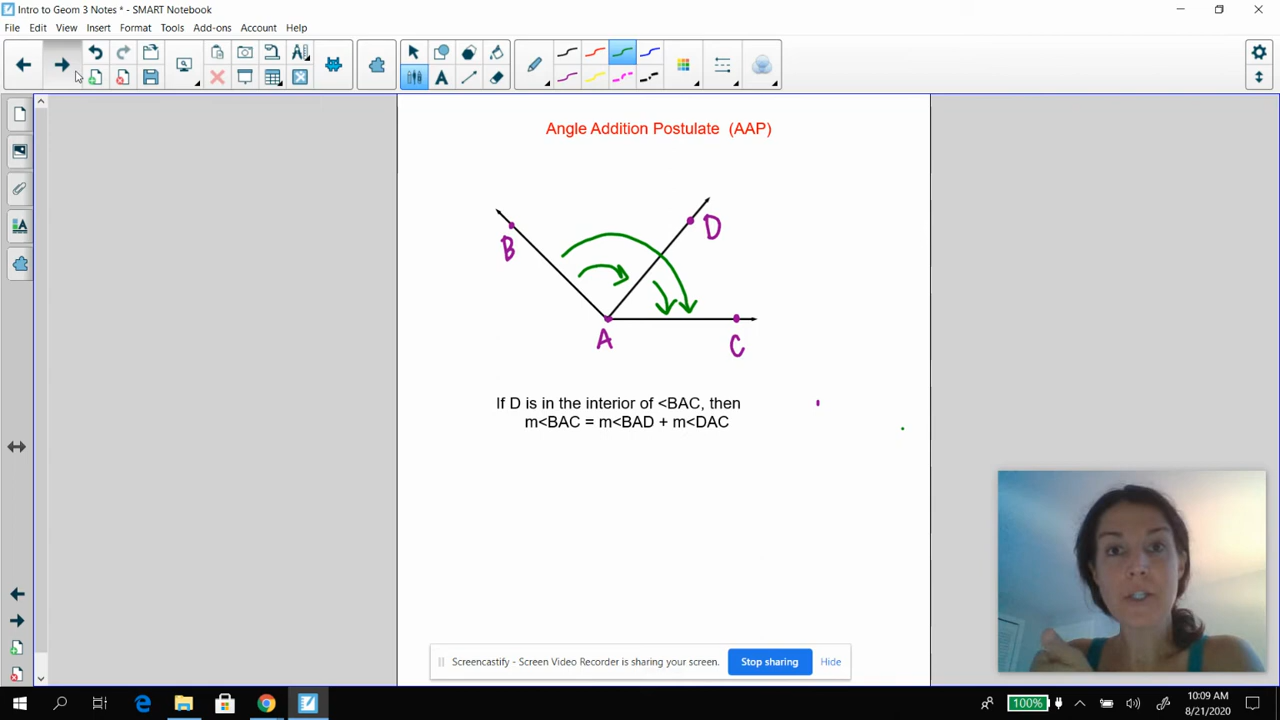 Intro to Geom 3 Notes * - SMART Notebook
File Edit View Insert Format Tools Add-ons Account Help
Angle Addition Postulate (AAP)
B
D
A
C
If D is in the interior of <BAC, then
m<BAC = m<BAD + m<DAC
Screencastify - Screen Video Recorder is sharing your screen.
Stop sharing
Hide
100%
10:09 AM
8/21/2020